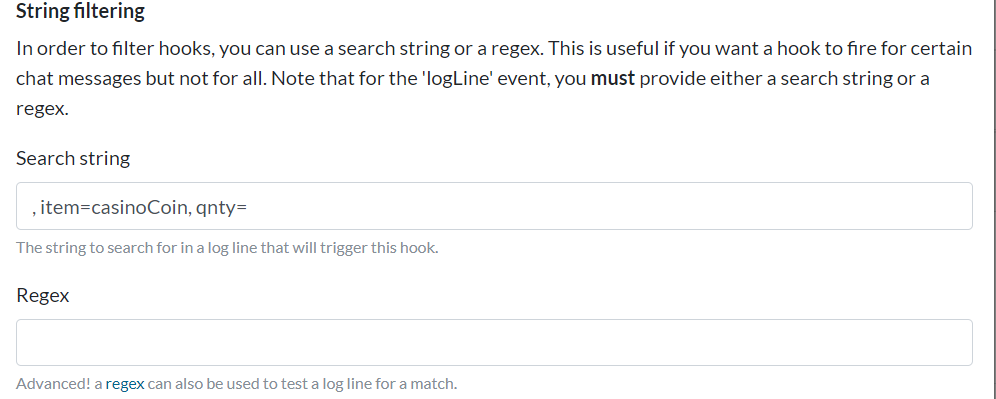 String filtering
In order to filter hooks, you can use a search string or a regex. This is useful if you want a hook to fire for certain
chat messages but not for all. Note that for the 'logLine' event, you must provide either a search string or a
regex.
Search string
, item=casinoCoin, qnty=
The string to search for in a log line that will trigger this hook.
Regex
Advanced! a regex can also be used to test a log line for a match.